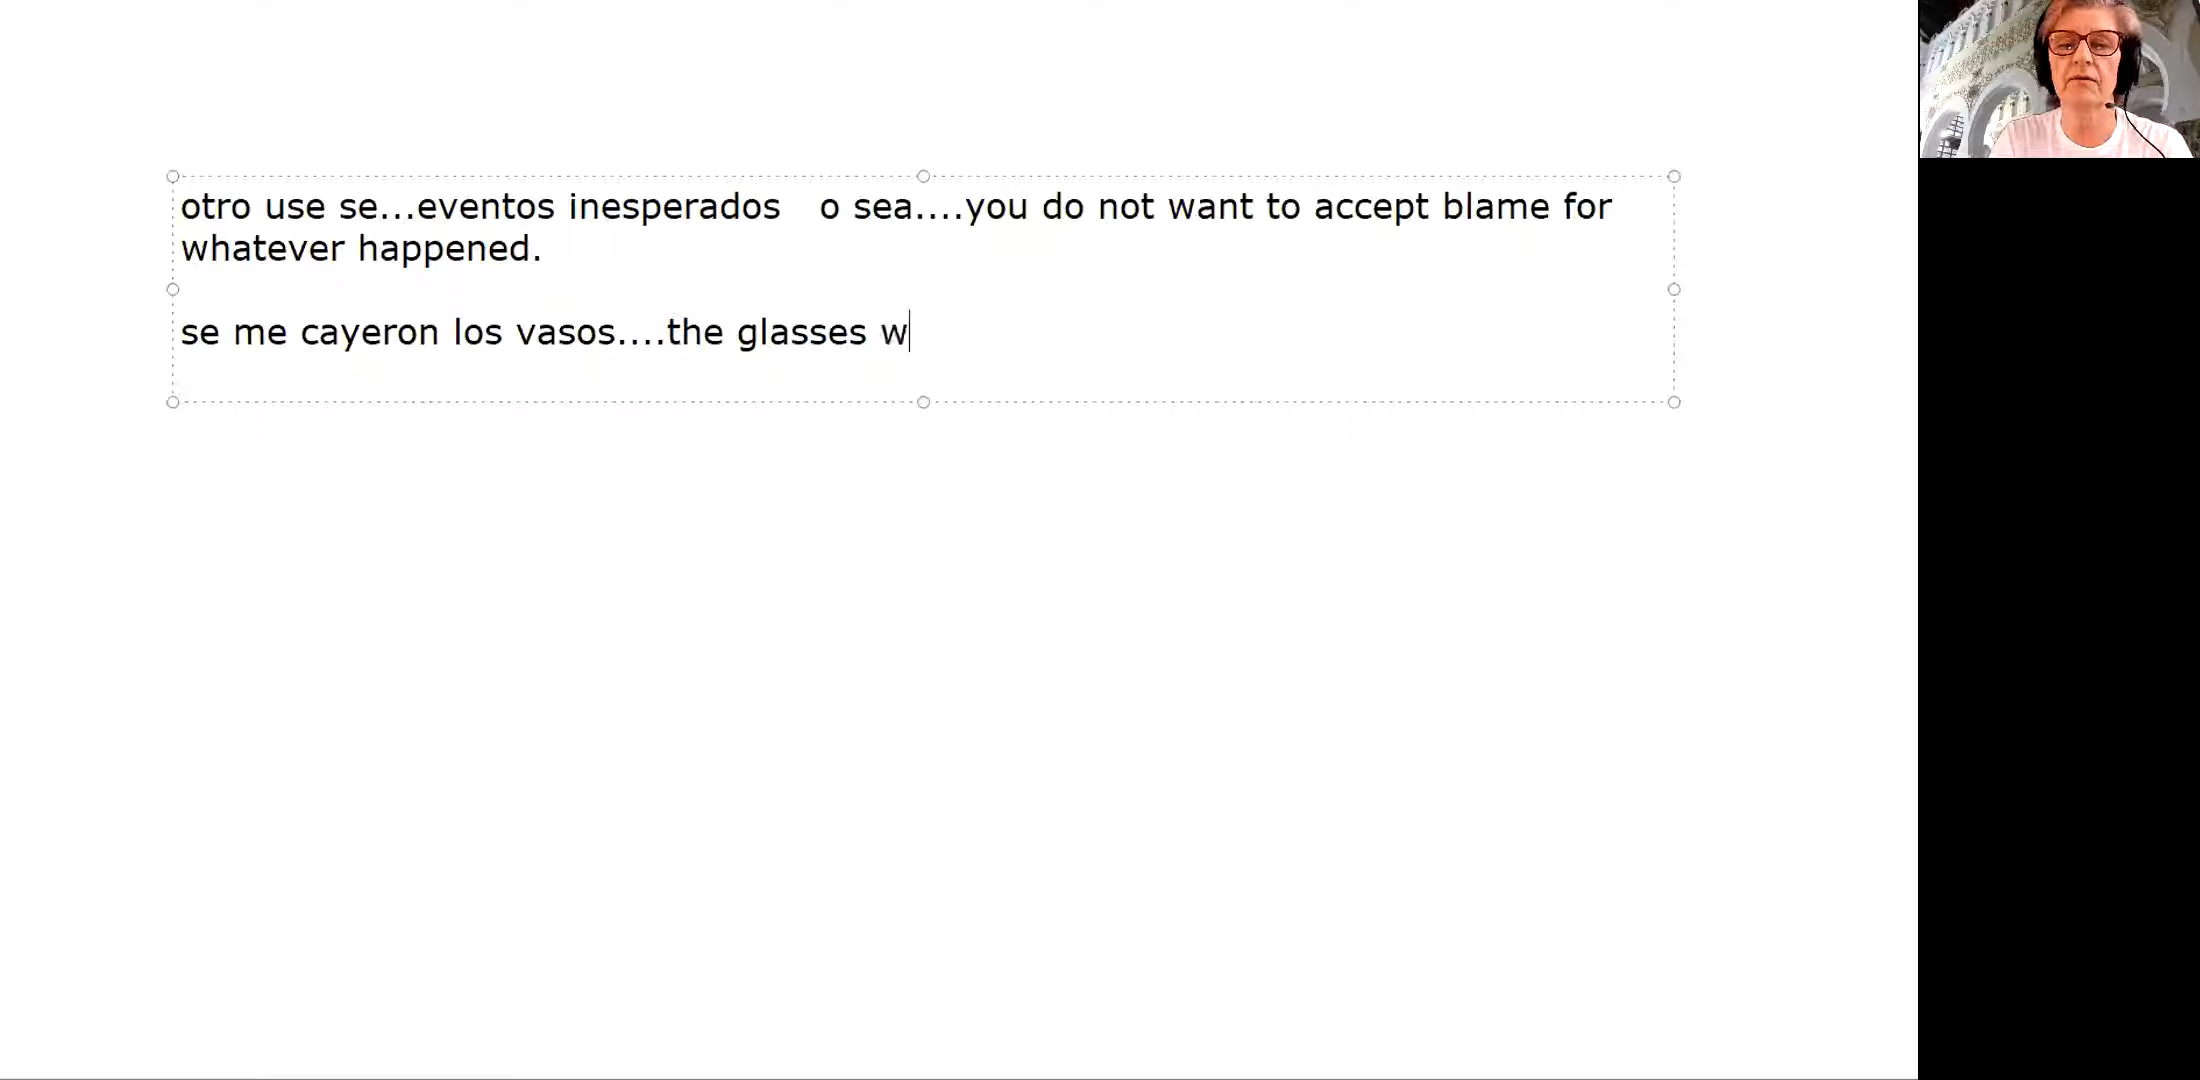 otro use se...eventos inesperados   o sea....you do not want to accept blame for
whatever happened.
se me cayeron los vasos....the glasses w